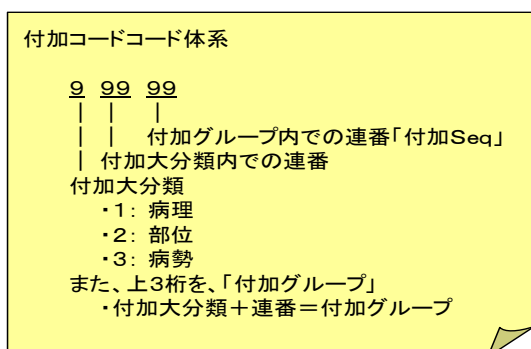 付加コードコード体系
9 99 99
| | |
| | 付加グループ内での連番「付加Seq」
| 付加大分類内での連番
付加大分類
・1： 病理
・2： 部位
・3： 病勢
また、上3桁を、「付加グループ」
・付加大分類＋連番＝付加グループ